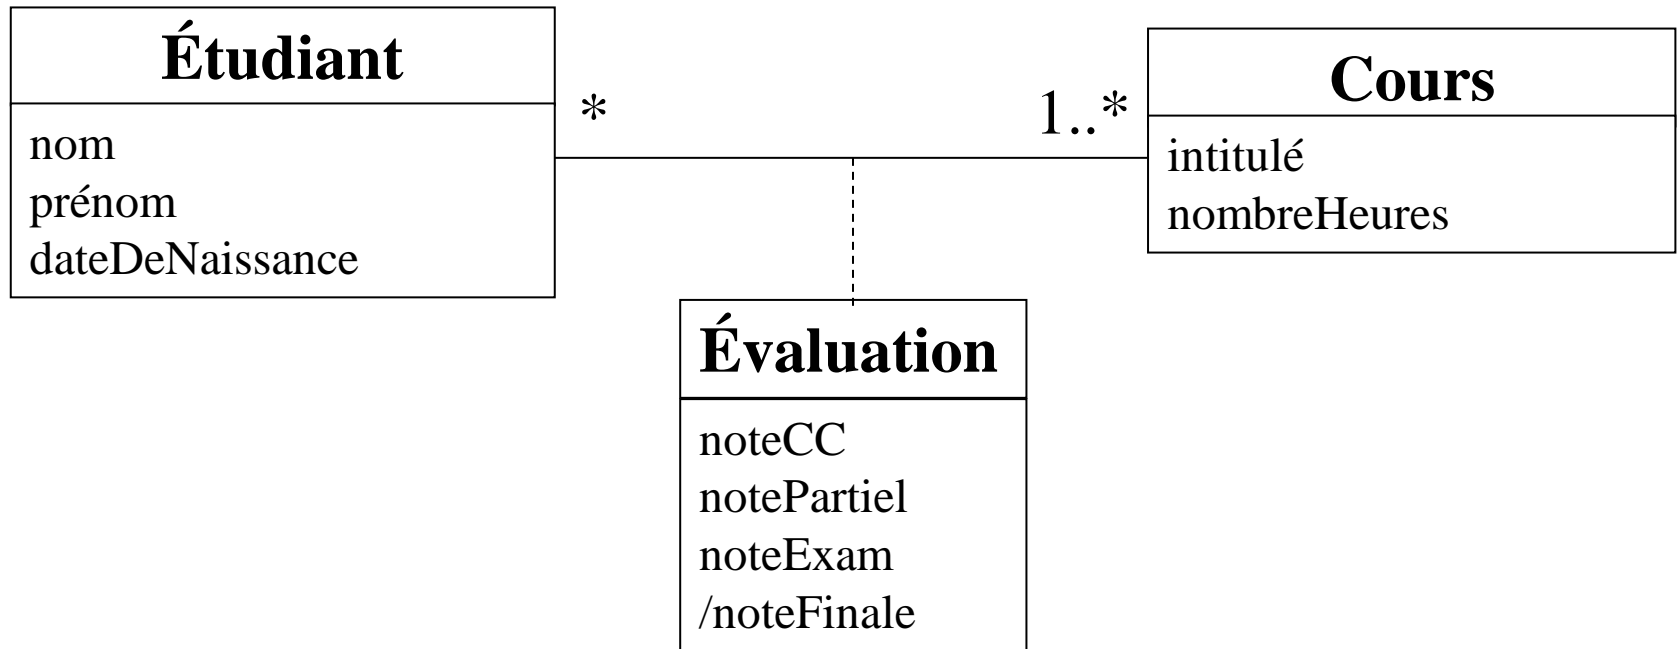 Étudiant
nom
prénom
dateDeNaissance
*
1..*
Cours
intitulé
nombreHeures
Évaluation
noteCC
notePartiel
noteExam
/noteFinale